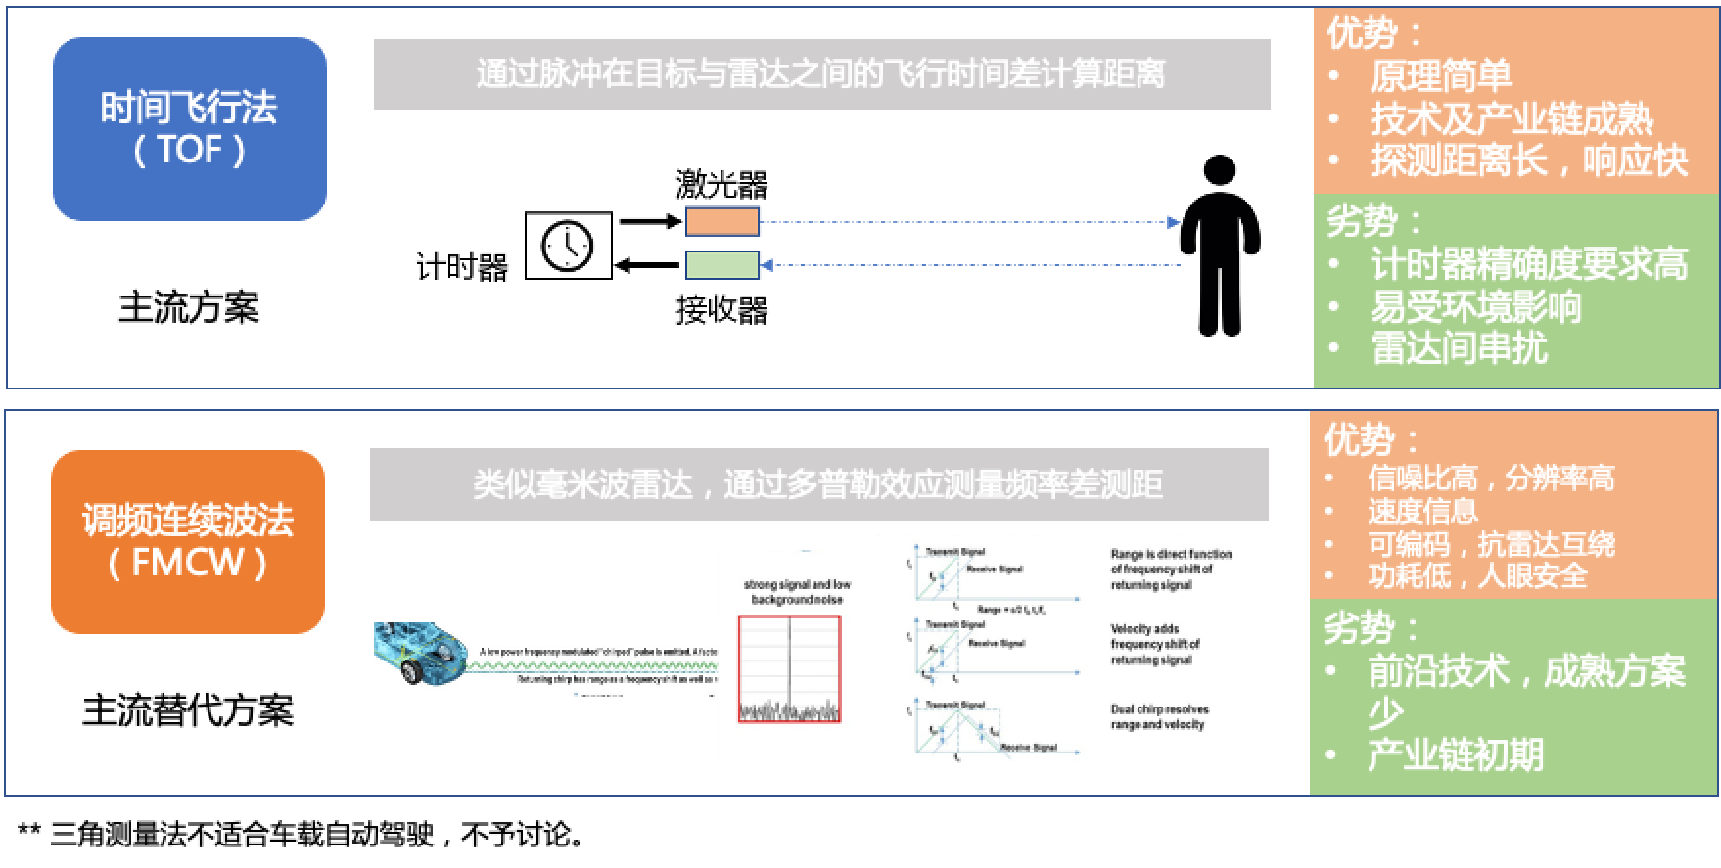 时间飞行法
（TOF）
主流方案
通过脉冲在目标与雷达之间的飞行时间差计算距离
激光器
计时器
接收器
优势：
• 原理简单
• 技术及产业链成熟
• 探测距离长，响应快
劣势：
• 计时器精确度要求高
• 易受环境影响
• 雷达间串扰
调频连续波法
（FMCW）
主流替代方案
类似毫米波雷达，通过多普勒效应测量频率差测距
A low power frequency modulated "chirped" pulse is emitted. A
Returning chirp has range as a frequency shift as well as
strong signal and low
background noise
Transmit Signal
Receive Signal
Transmit Signal
Receive Signal
Transmit Signal
Receive Signal
Range is direct function
of frequency shift of
returning signal
Velocity adds
frequency shift of
returning signal
Dual chirp resolves
range and velocity
优势：
• 信噪比高，分辨率高
• 速度信息
• 可编码，抗雷达互绕
• 功耗低，人眼安全
劣势：
• 前沿技术，成熟方案
少
• 产业链初期
** 三角测量法不适合车载自动驾驶，不予讨论。